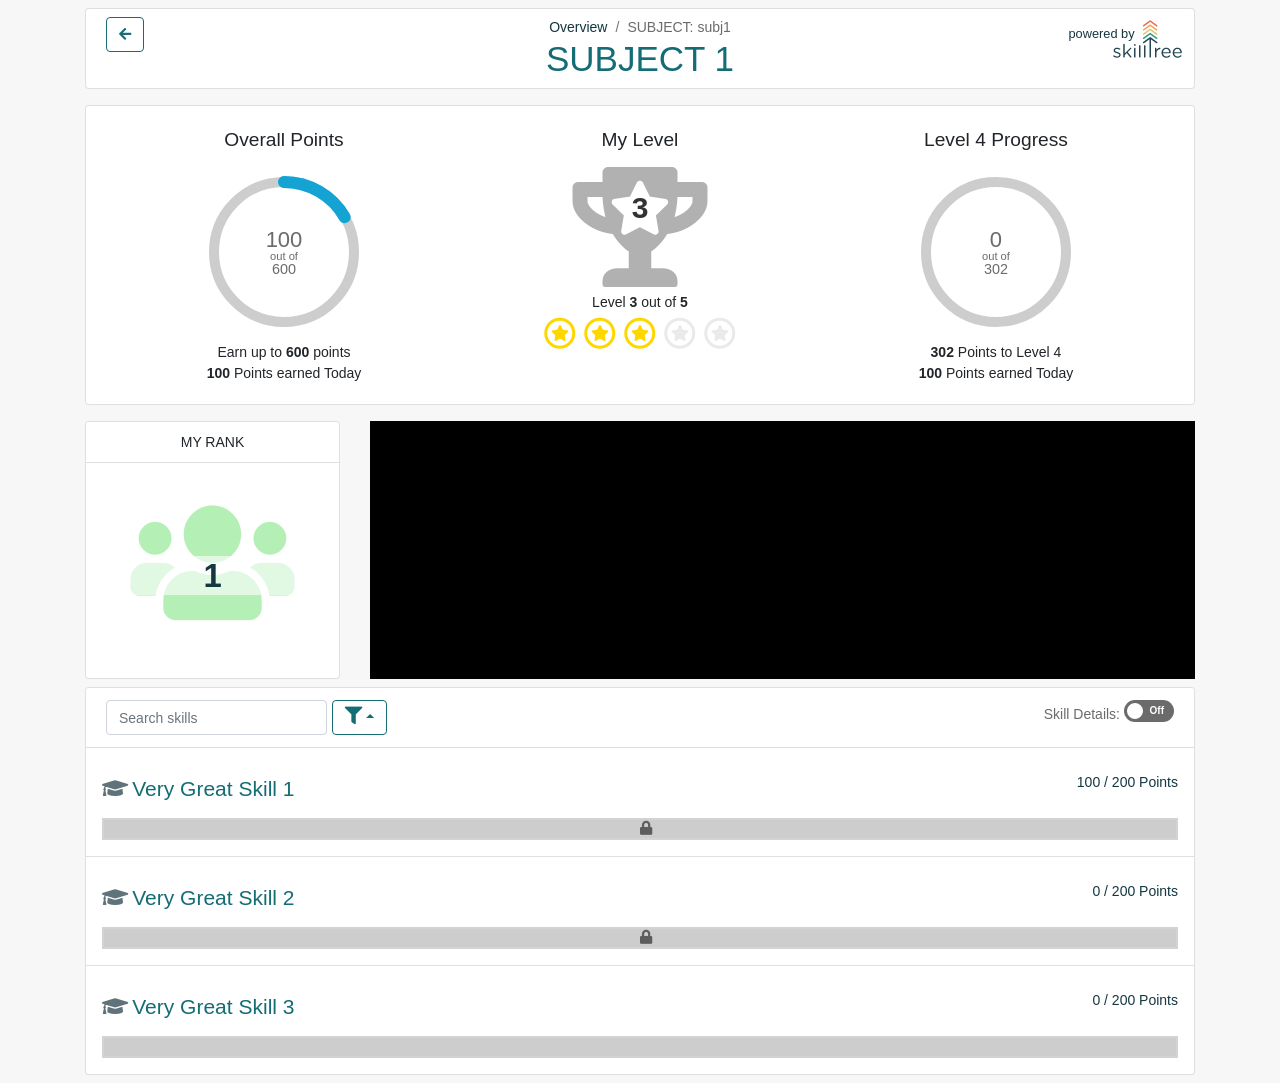 Overview / SUBJECT: subj1
SUBJECT 1
powered by
skilltree
Overall Points
100
out of
600
Earn up to 600 points
100 Points earned Today
My Level
3
Level 3 out of 5
Level 4 Progress
0
out of
302
302 Points to Level 4
100 Points earned Today
MY RANK
1
Search skills
Skill Details: Off
Very Great Skill 1
100 / 200 Points
Very Great Skill 2
0 / 200 Points
Very Great Skill 3
0 / 200 Points